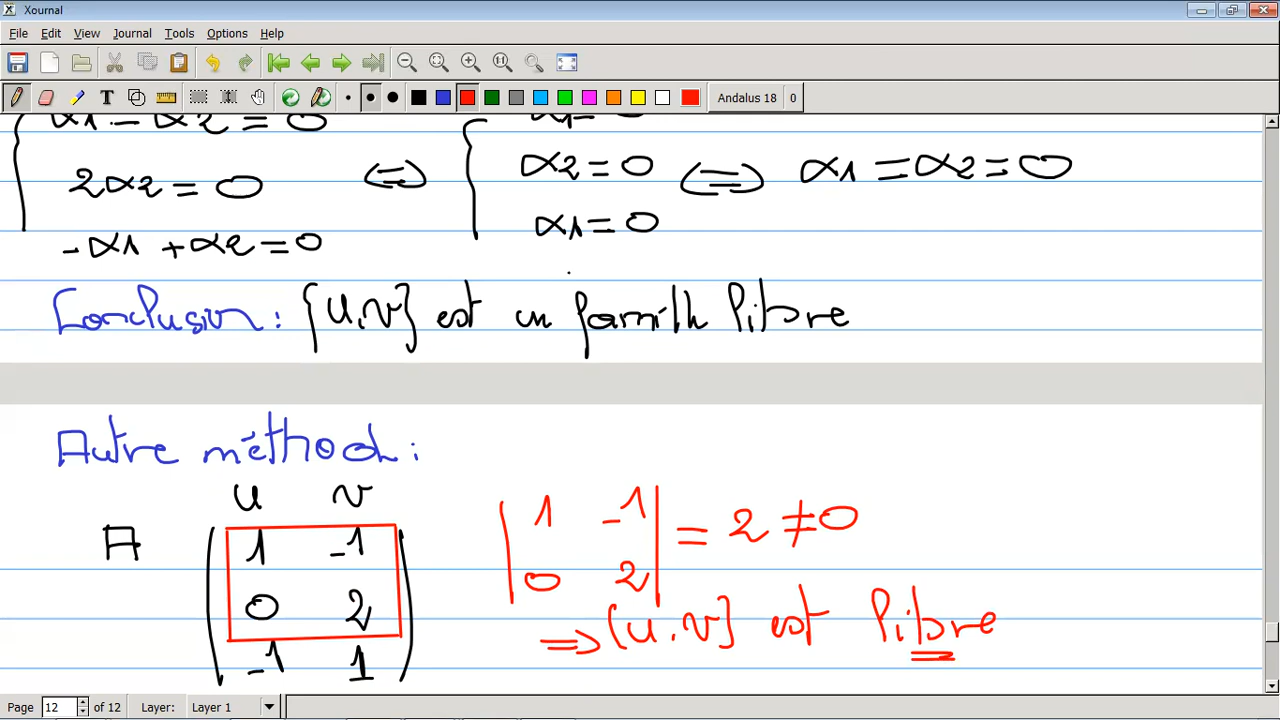 Xournal
File Edit View Journal Tools Options Help
Andalus 18 0
α1 - α2 = 0
α1 = 0
2α2 = 0 ⇔ α2 = 0 ⇔ α1 = α2 = 0
-α1 + α2 = 0
α1 = 0
Conclusion : {u,v} est un famille libre
Autre méthode :
u v
A
1 -1
0 2
-1 1
1 -1
0 2
= 2 ≠ 0
⇒ {u,v} est libre
Page 12 of 12 Layer: Layer 1